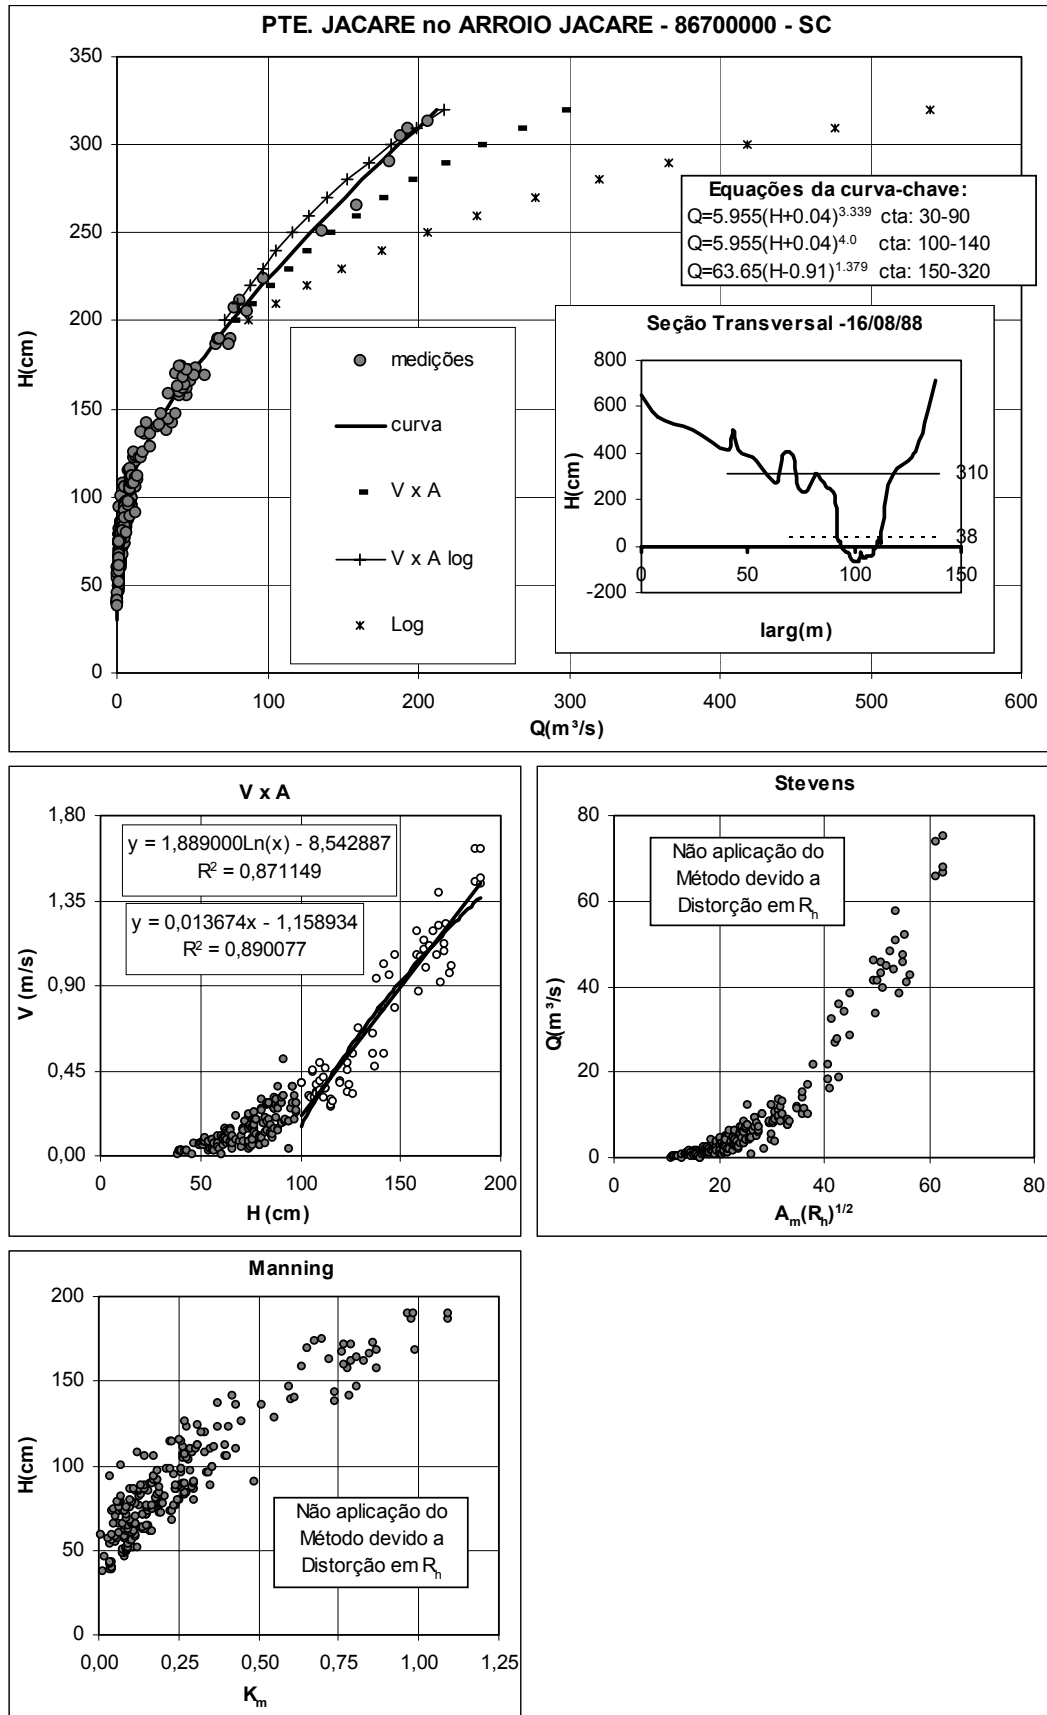 PTE. JACARE no ARROIO JACARE - 86700000 - SC
350
300
250
200
150
100
50
0
H(cm)
0
100
200
300
400
500
600
Q(m³/s)
medições
curva
V x A
V x A log
Log
Equações da curva-chave:
Q=5.955(H+0.04)^3.339 cta: 30-90
Q=5.955(H+0.04)^4.0 cta: 100-140
Q=63.65(H-0.91)^1.379 cta: 150-320
Seção Transversal -16/08/88
800
600
400
200
0
-200
H(cm)
310
38
0
50
100
150
larg(m)
V x A
y = 1,889000Ln(x) - 8,542887
R² = 0,871149
y = 0,013674x - 1,158934
R² = 0,890077
1,80
1,35
0,90
0,45
0,00
V (m/s)
0
50
100
150
200
H (cm)
Stevens
Não aplicação do
Método devido a
Distorção em Rh
80
60
40
20
0
Q(m³/s)
0
20
40
60
80
Am(Rh)^1/2
Manning
200
150
100
50
0
H(cm)
Não aplicação do
Método devido a
Distorção em Rh
0,00
0,25
0,50
0,75
1,00
1,25
Km